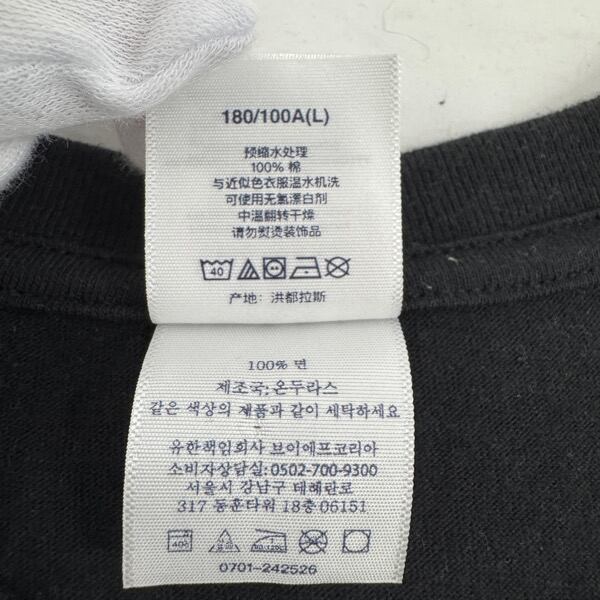 180/100A(L)
预缩水处理
100% 棉
与近似色衣服温水机洗
可使用无氯漂白剂
中温翻转干燥
请勿熨烫装饰品
40
产地: 洪都拉斯
100% 면
제조국: 온두라스
같은 색상의 제품과 같이 세탁하세요
유한책임회사 브이에프코리아
소비자상담실: 0502-700-9300
서울시 강남구 테헤란로
317 동훈타워 18층 06151
0701-242526